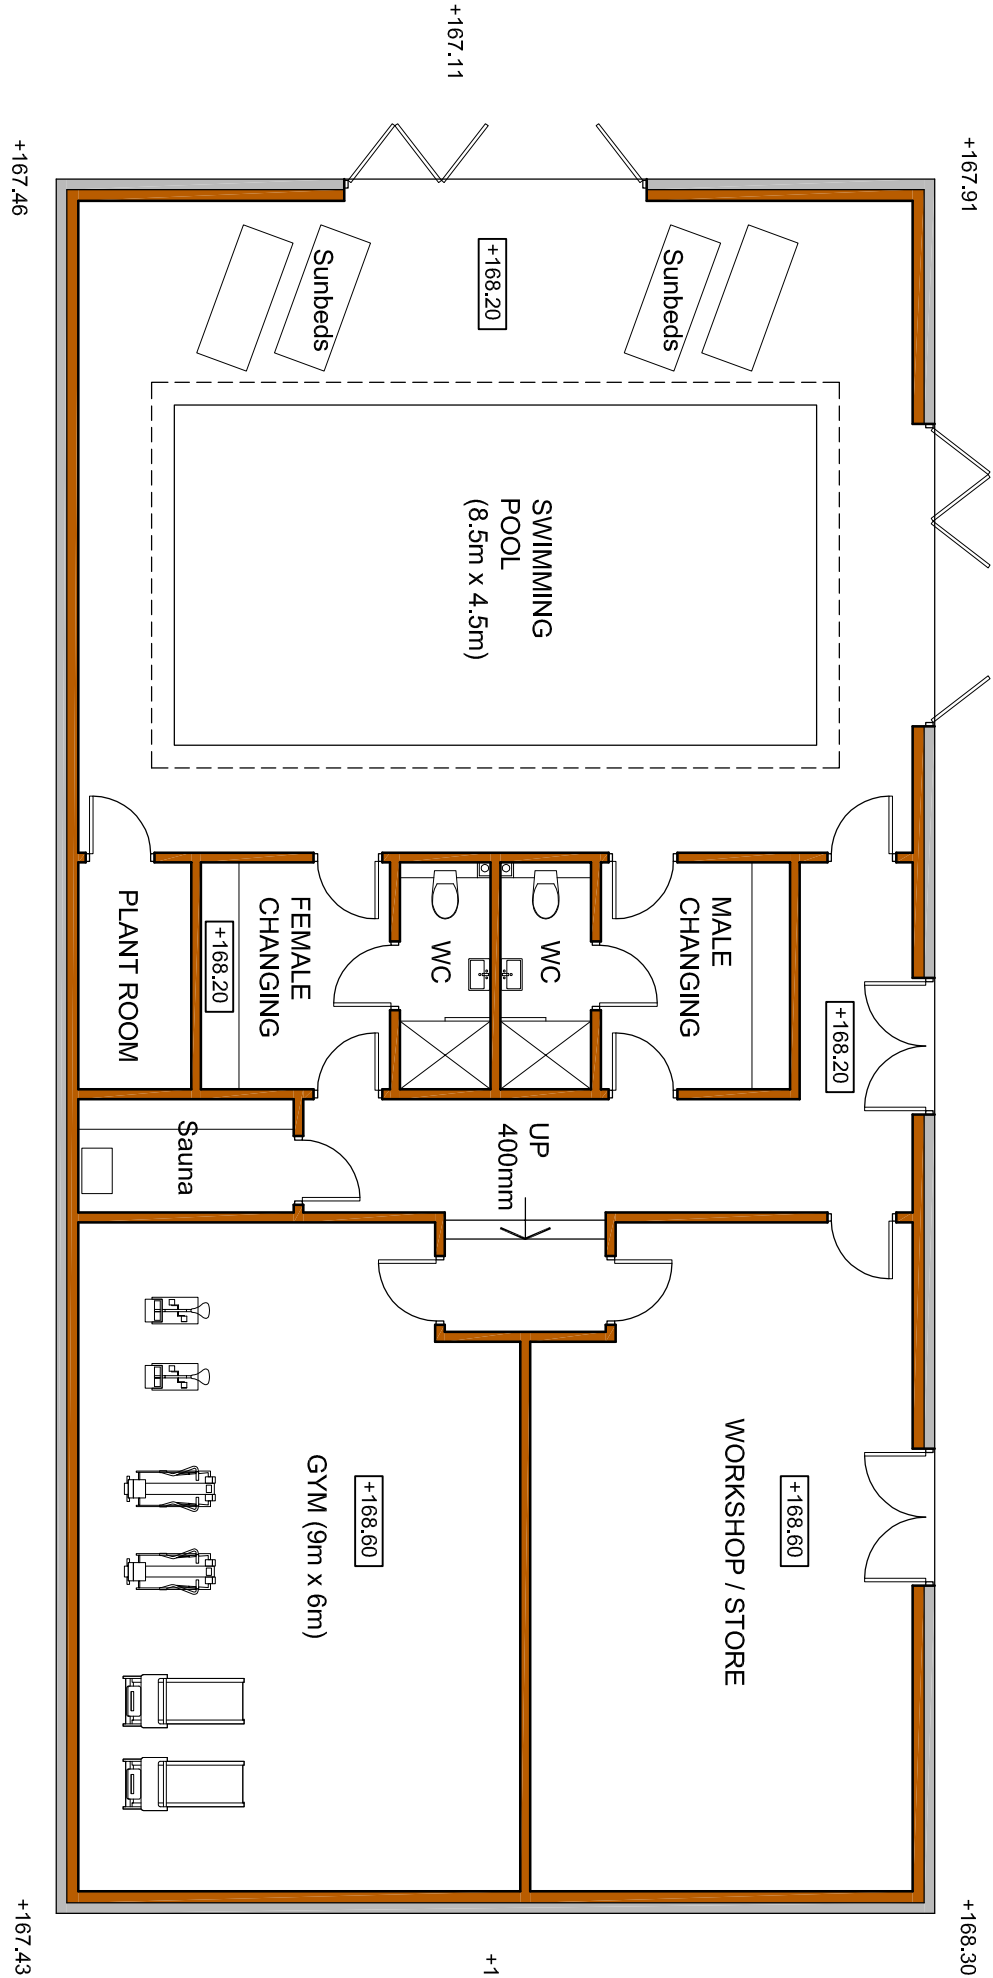 +167.11
+167.91
+167.46
+168.20
Sunbeds
Sunbeds
SWIMMING
POOL
(8.5m x 4.5m)
MALE
CHANGING
WC
WC
FEMALE
CHANGING
+168.20
PLANT ROOM
+168.20
UP
400mm
Sauna
WORKSHOP / STORE
+168.60
GYM (9m x 6m)
+168.60
+168.30
+1
+167.43